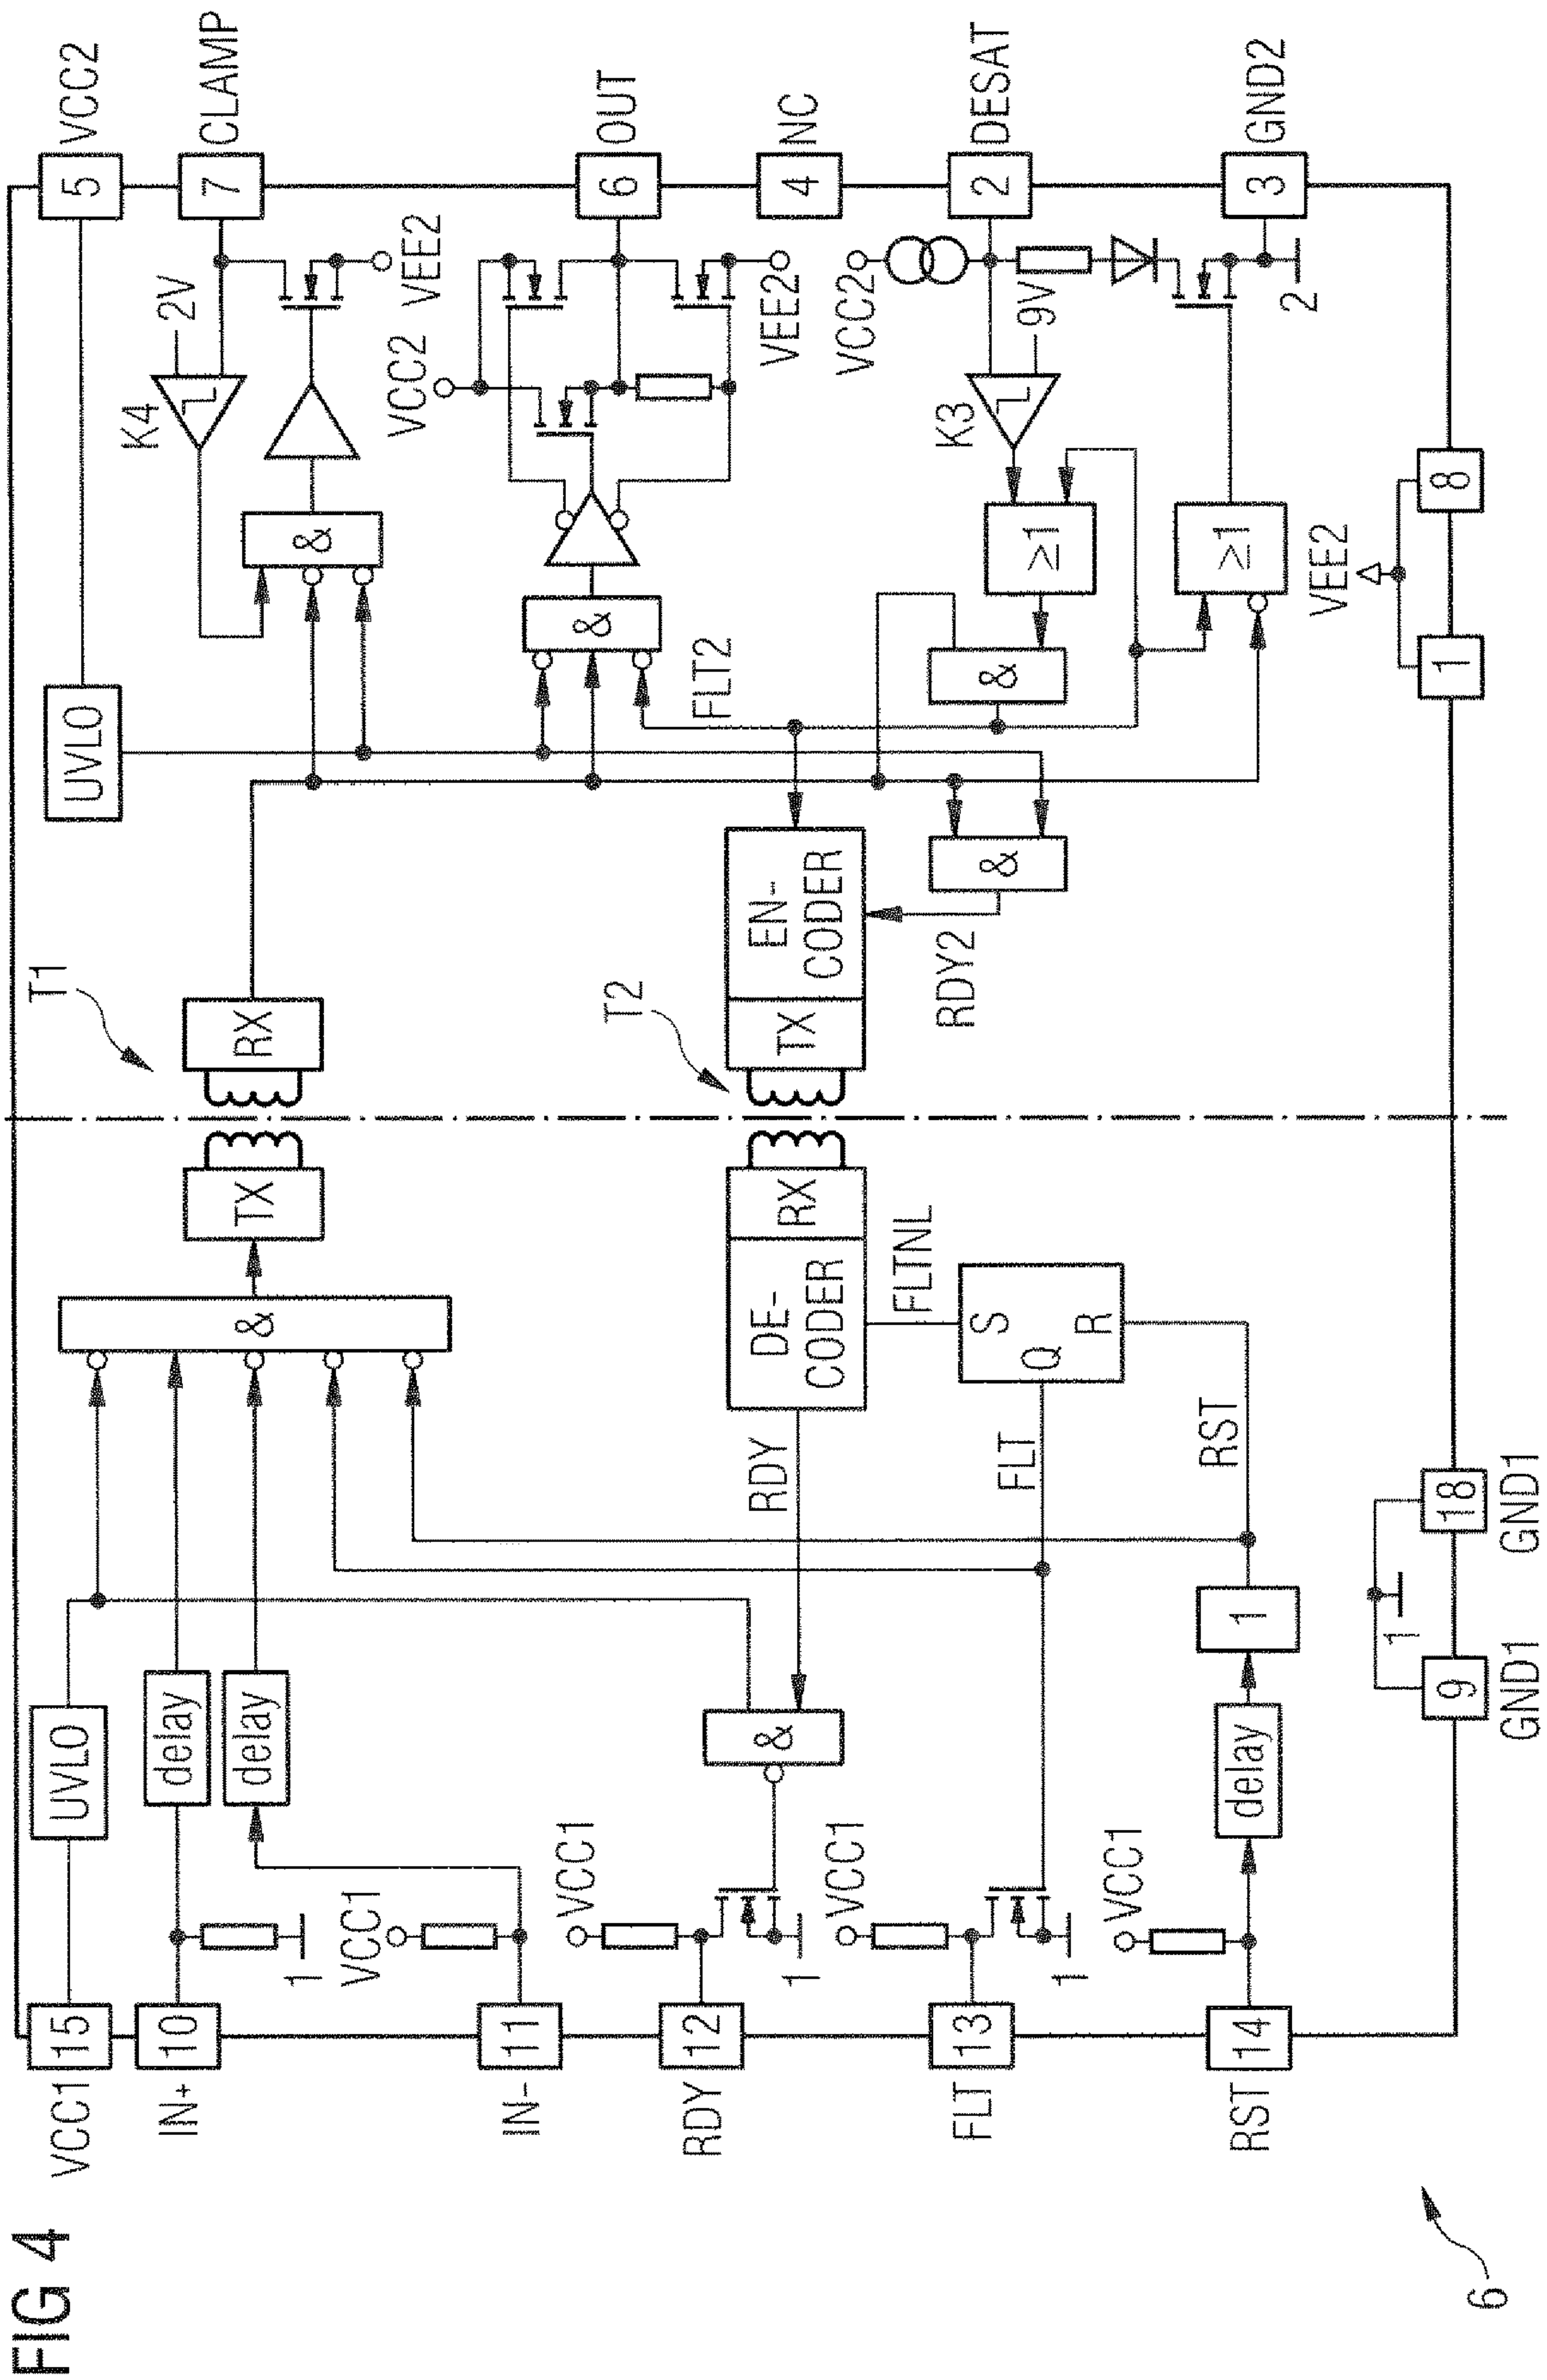 FIG 4
VCC1
15
UVLO
IN+
10
1
delay
IN-
11
VCC1
delay
&
TX
T1
RX
RDY
12
VCC1
1
&
RDY
DE-
CODER
RX
T2
TX
EN-
CODER
FLT
13
VCC1
1
FLT
FLTNL
S
Q
R
RST
14
VCC1
delay
1
RST
GND1
9
1
18
GND1
UVLO
5
VCC2
K4
2V
7
CLAMP
&
VEE2
VCC2
&
6
OUT
VEE2
4
NC
FLT2
RDY2
&
&
≥1
K3
9V
VCC2
2
DESAT
≥1
2
3
GND2
VEE2
1
8
6